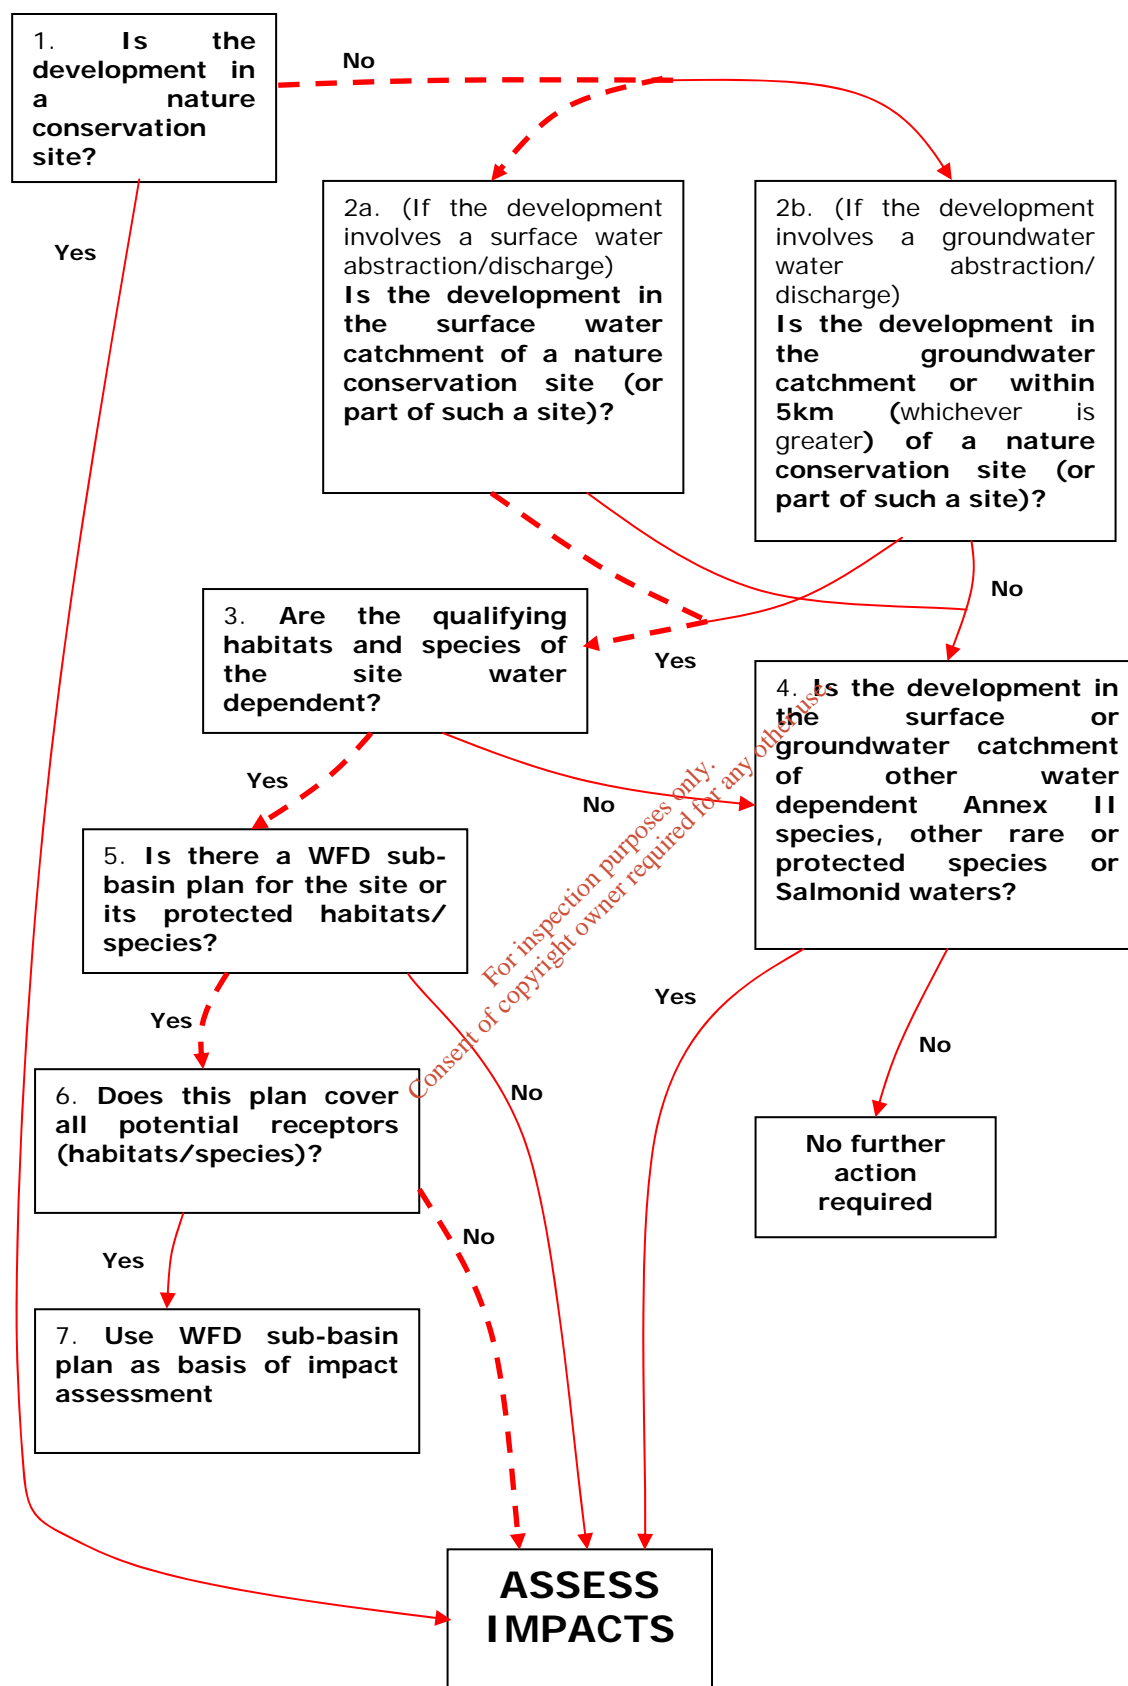 1. Is the
development in
a nature
conservation
site?
No
Yes
2a. (If the development
involves a surface water
abstraction/discharge)
Is the development in
the surface water
catchment of a nature
conservation site (or
part of such a site)?
2b. (If the development
involves a groundwater
water abstraction/
discharge)
Is the development in
the groundwater
catchment or within
5km (whichever is
greater) of a nature
conservation site (or
part of such a site)?
No
Yes
3. Are the qualifying
habitats and species of
the site water
dependent?
4. Is the development in
the surface or
groundwater catchment
of other water
dependent Annex II
species, other rare or
protected species or
Salmonid waters?
Yes
No
5. Is there a WFD sub-
basin plan for the site or
its protected habitats/
species?
For inspection purposes only.
Consent of copyright owner required for any other use.
Yes
No
Yes
No
6. Does this plan cover
all potential receptors
(habitats/species)?
No further
action
required
Yes
No
7. Use WFD sub-basin
plan as basis of impact
assessment
ASSESS
IMPACTS